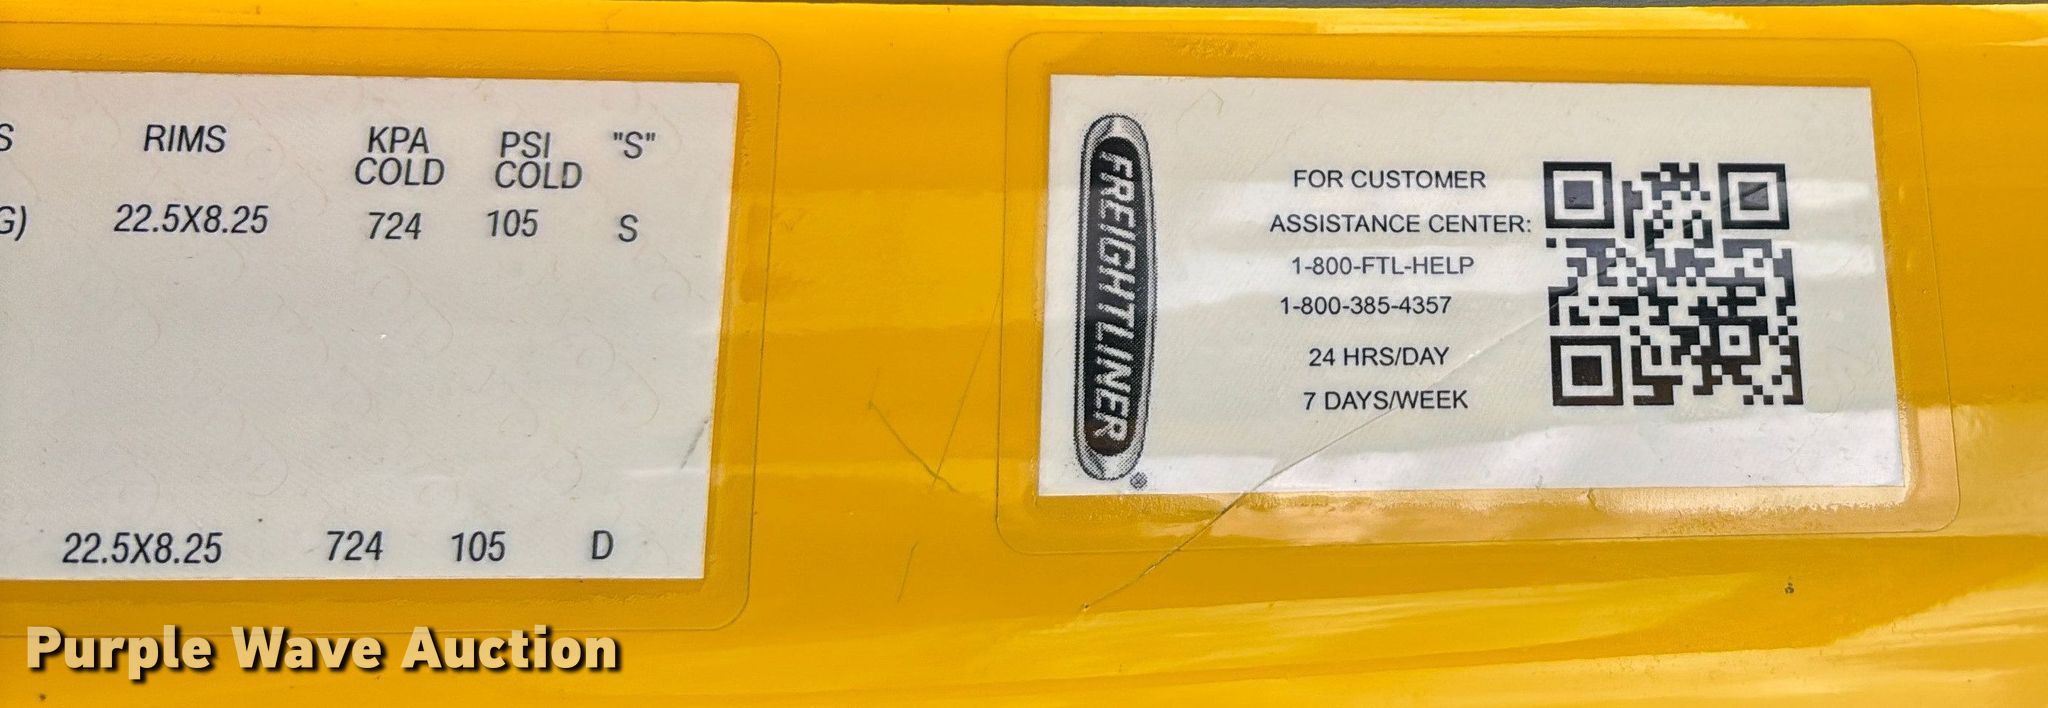 S RIMS KPA COLD PSI COLD "S"
G) 22.5X8.25 724 105 S
22.5X8.25 724 105 D
FREIGHTLINER®
FOR CUSTOMER
ASSISTANCE CENTER:
1-800-FTL-HELP
1-800-385-4357
24 HRS/DAY
7 DAYS/WEEK
Purple Wave Auction